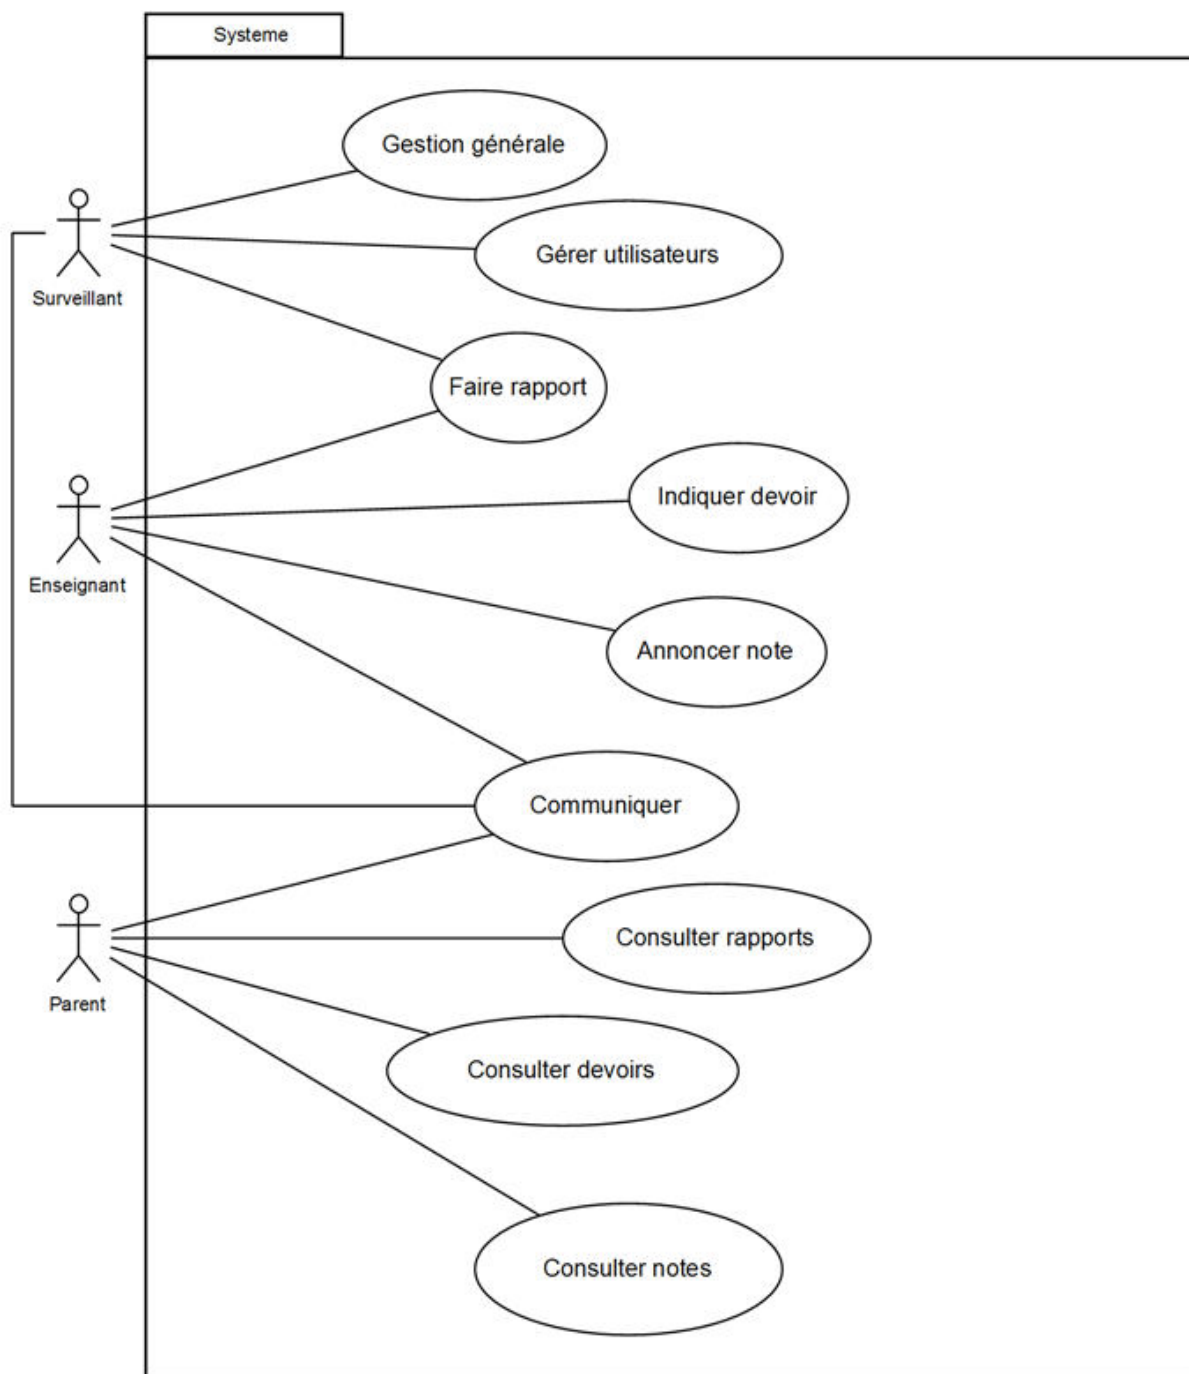 Systeme
Gestion générale
Gérer utilisateurs
Surveillant
Faire rapport
Indiquer devoir
Enseignant
Annoncer note
Communiquer
Consulter rapports
Parent
Consulter devoirs
Consulter notes